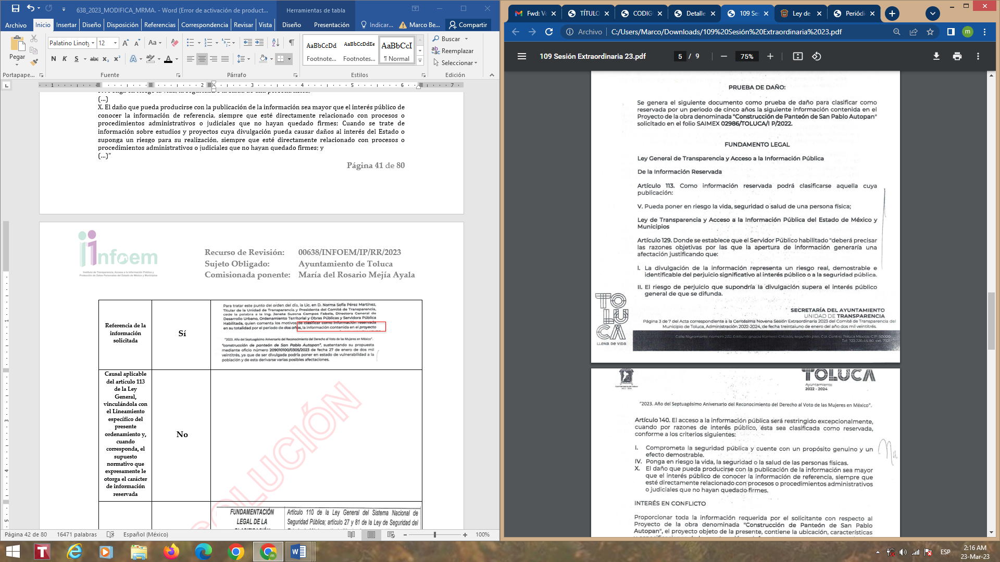 638_2023_MODIFICA_MRMA. - Word (Error de activación de product...
Herramientas de tabla
Archivo
Inicio
Insertar
Diseño
Disposición
Referencias
Correspondencia
Revisar
Vista
Diseño
Presentación
Indicar...
Marco Be...
Compartir
Pegar
Palatino Linoty
12
Buscar
Reemplazar
Seleccionar
AaBbCcDd
AaBbCcDdEe
AaBbCcI
Footnote...
Footnotes...
¶ Normal
Portapape...
Fuente
Párrafo
Estilos
Edición
(...)
X. El daño que pueda producirse con la publicación de la información sea mayor que el interés público de
conocer la información de referencia, siempre que esté directamente relacionado con procesos o
procedimientos administrativos o judiciales que no hayan quedado firmes; Cuando se trate de
información sobre estudios y proyectos cuya divulgación pueda causar daños al interés del Estado o
suponga un riesgo para su realización, siempre que esté directamente relacionado con procesos o
procedimientos administrativos o judiciales que no hayan quedado firmes; y
(...)"
Página 41 de 80
infoem
Instituto de Transparencia, Acceso a la Información Pública y
Protección de Datos Personales del Estado de México y Municipios
Recurso de Revisión: 00638/INFOEM/IP/RR/2023
Sujeto Obligado: Ayuntamiento de Toluca
Comisionada ponente: María del Rosario Mejía Ayala
Referencia de la
información
solicitada
Sí
Para tratar este punto del orden del día, la Lic. en D. Norma Sofía Pérez Martínez,
Titular de la Unidad de Transparencia y Presidenta del Comité de Transparencia,
cede la palabra a la Ing. Janete Susana Campos Fabela, Directora General de
Desarrollo Urbano, Ordenamiento Territorial y Obras Públicas y Servidora Pública
Habilitada, quien comenta los motivos de clasificar como información reservada
en su totalidad por el periodo de dos años, la información contenida en el proyecto
"2023. Año del Septuagésimo Aniversario del Reconocimiento del Derecho al Voto de las Mujeres en México".
"construcción de panteón de San Pablo Autopan", sustentando su propuesta
mediante oficio número 209010100/0305/2023 de fecha 27 de enero de dos mil
veintitrés, ya que de ser divulgada podría poner en estado de vulnerabilidad a la
población y de esta derivarse varias posibles afectaciones.
Causal aplicable
del artículo 113
de la Ley
General,
vinculándola con
el Lineamiento
específico del
presente
ordenamiento y,
cuando
corresponda, el
supuesto
normativo que
expresamente le
otorga el carácter
de información
reservada
No
OLUCIÓN
FUNDAMENTACIÓN
LEGAL DE LA
Artículo 110 de la Ley General del Sistema Nacional de
Seguridad Pública; artículo 27 y 81 de la Ley de Seguridad del
Página 42 de 80
16471 palabras
Español (México)
100%
Fwd: Vo
TÍTULO
CODIG
Detalle
109 Ses
Ley de
Periódi
Archivo
C:/Users/Marco/Downloads/109%20Sesión%20Extraordinaria%2023.pdf
m
109 Sesión Extraordinaria 23.pdf
5 / 9
75%
PRUEBA DE DAÑO:
Se genera el siguiente documento como prueba de daño para clasificar como
reservada por un periodo de cinco años la siguiente información contenida en el
Proyecto de la obra denominada "Construcción de Panteón de San Pablo Autopan"
solicitado en el folio SAIMEX 02986/TOLUCA/I P/2022.
FUNDAMENTO LEGAL
Ley General de Transparencia y Acceso a la Información Pública
De la Información Reservada
Artículo 113. Como información reservada podrá clasificarse aquella cuya
publicación:
V. Pueda poner en riesgo la vida, seguridad o salud de una persona física;
Ley de Transparencia y Acceso a la Información Pública del Estado de México y
Municipios
Artículo 129. Donde se establece que el Servidor Público habilitado "deberá precisar
las razones objetivas por las que la apertura de información generaría una
afectación justificando que:
I. La divulgación de la información representa un riesgo real, demostrable e
identificable del perjuicio significativo al interés público o a la seguridad pública.
II. El riesgo de perjuicio que supondría la divulgación supera el interés público
general de que se difunda.
TOLUCA
LLENA DE VIDA
SECRETARÍA DEL AYUNTAMIENTO
UNIDAD DE TRANSPARENCIA
Página 3 de 7 del Acta correspondiente a la Centésima Novena Sesión Extraordinaria 2023 del Comité de Transparencia del
Municipio de Toluca, Administración 2022-2024, de fecha treintaiuno de enero del año dos mil veintitrés.
Calle Nigromante número 202, Edificio Ignacio Ramírez Calzada, segundo piso, Col. Centro. Toluca México. C.P. 50000
Tel: 722.226.44.90. ext. 7321
Ayuntamiento de Toluca
TOLUCA
Ayuntamiento
2022 - 2024
"2023. Año del Septuagésimo Aniversario del Reconocimiento del Derecho al Voto de las Mujeres en México".
Artículo 140. El acceso a la información pública será restringido excepcionalmente,
cuando por razones de interés público, ésta sea clasificada como reservada,
conforme a los criterios siguientes:
I. Comprometa la seguridad pública y cuente con un propósito genuino y un
efecto demostrable.
IV. Ponga en riesgo la vida, la seguridad o la salud de las personas físicas.
X. El daño que pueda producirse con la publicación de la información sea mayor
que el interés público de conocer la información de referencia, siempre que
esté directamente relacionado con procesos o procedimientos administrativos
o judiciales que no hayan quedado firmes.
INTERÉS EN CONFLICTO
Proporcionar toda la información requerida por el solicitante con respecto al
Proyecto de la obra denominada "Construcción de Panteón de San Pablo
Autopan", el proyecto objeto de la presente, contiene la ubicación, características
ESP
2:16 AM
23-Mar-23